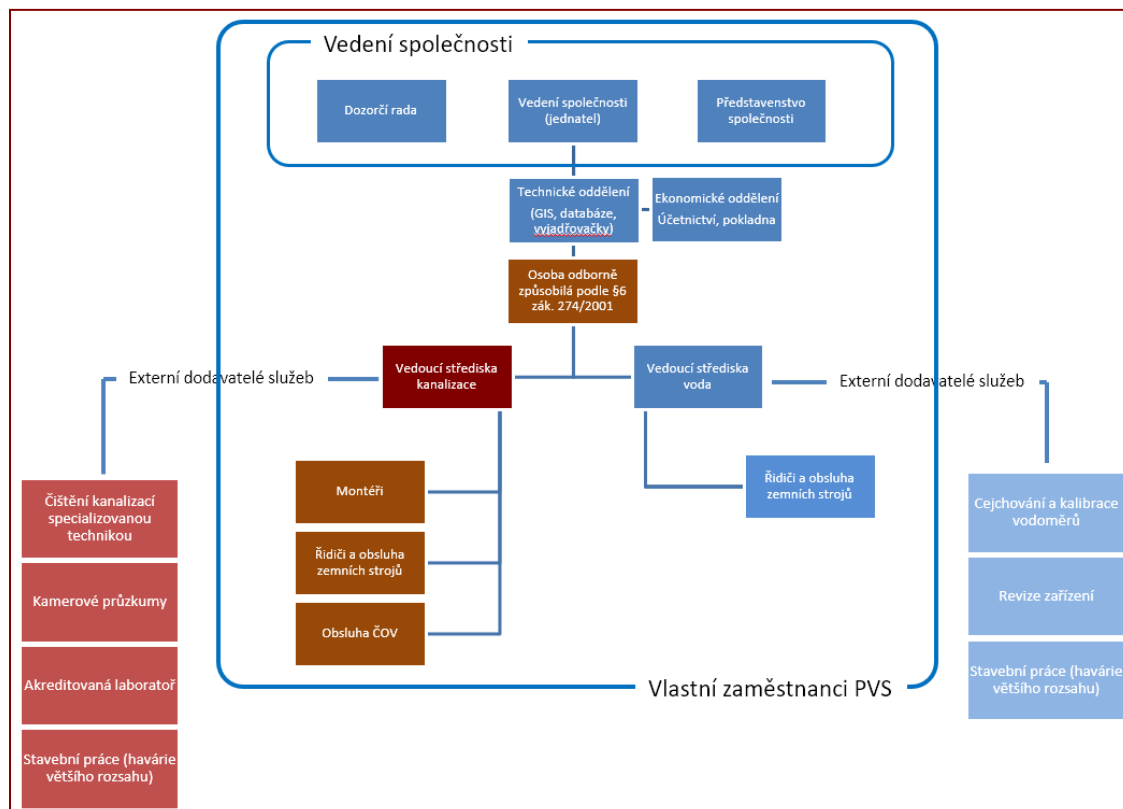 Vedení společnosti
Dozorčí rada
Vedení společnosti
(jednatel)
Představenstvo
společnosti
Technické oddělení
(GIS, databáze,
vyjadřovačky)
Ekonomické oddělení
Účetnictví, pokladna
Osoba odborně
způsobilá podle §6
zák. 274/2001
Externí dodavatelé služeb
Vedoucí střediska
kanalizace
Vedoucí střediska
voda
Externí dodavatelé služeb
Čištění kanalizací
specializovanou
technikou
Kamerové průzkumy
Akreditovaná laboratoř
Stavební práce (havárie
většího rozsahu)
Montéři
Řidiči a obsluha
zemních strojů
Obsluha ČOV
Řidiči a obsluha
zemních strojů
Cejchování a kalibrace
vodoměrů
Revize zařízení
Stavební práce (havárie
většího rozsahu)
Vlastní zaměstnanci PVS